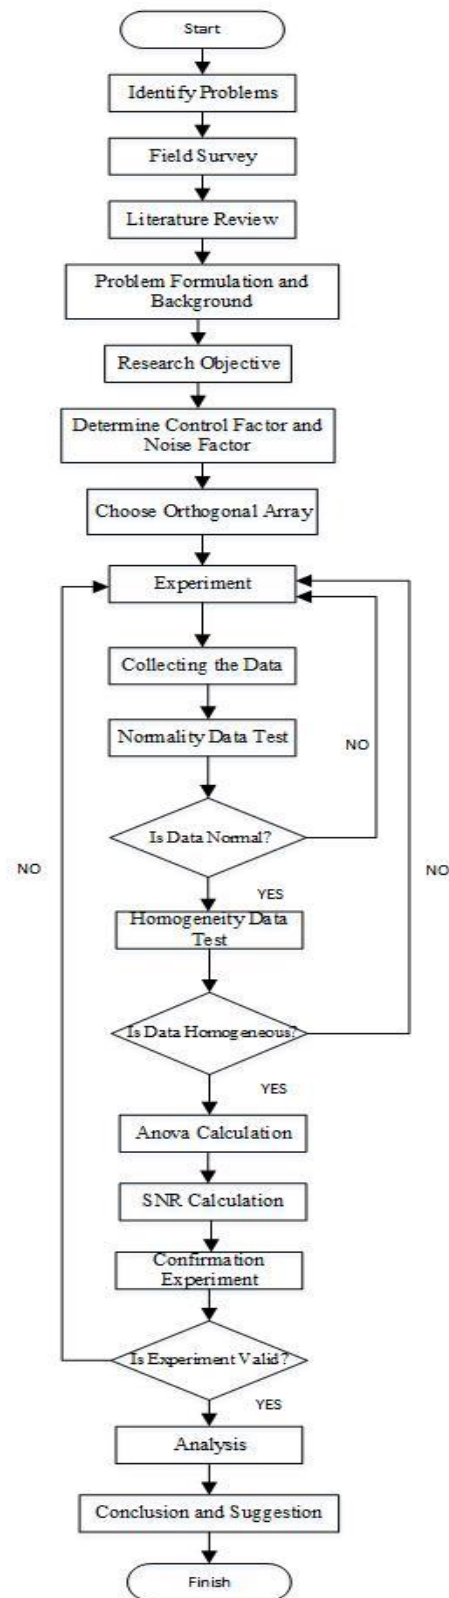 Start
Identify Problems
Field Survey
Literature Review
Problem Formulation and
Background
Research Objective
Determine Control Factor and
Noise Factor
Choose Orthogonal Array
Experiment
Collecting the Data
Normality Data Test
NO
Is Data Normal?
NO
NO
YES
Homogeneity Data
Test
Is Data Homogeneous?
YES
Anova Calculation
SNR Calculation
Confirmation
Experiment
Is Experiment Valid?
YES
Analysis
Conclusion and Suggestion
Finish